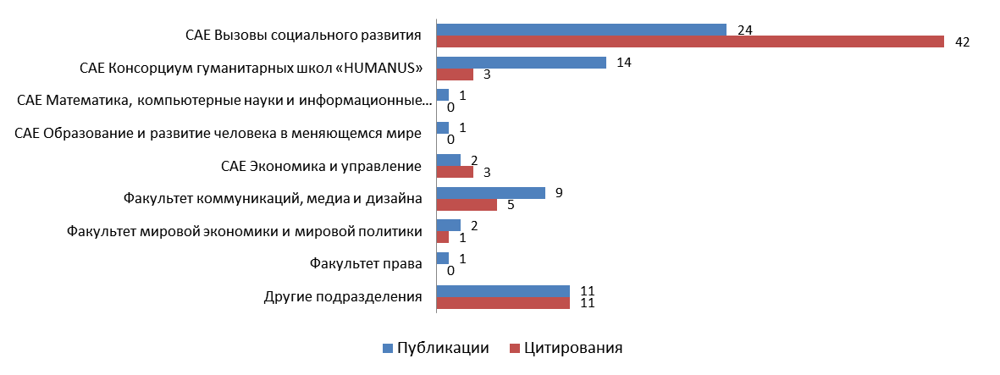 САЕ Вызовы социального развития
24
42
САЕ Консорциум гуманитарных школ «HUMANUS»
14
3
САЕ Математика, компьютерные науки и информационные...
1
0
САЕ Образование и развитие человека в меняющемся мире
1
0
САЕ Экономика и управление
2
3
Факультет коммуникаций, медиа и дизайна
9
5
Факультет мировой экономики и мировой политики
2
1
Факультет права
1
0
Другие подразделения
11
11
Публикации Цитирования